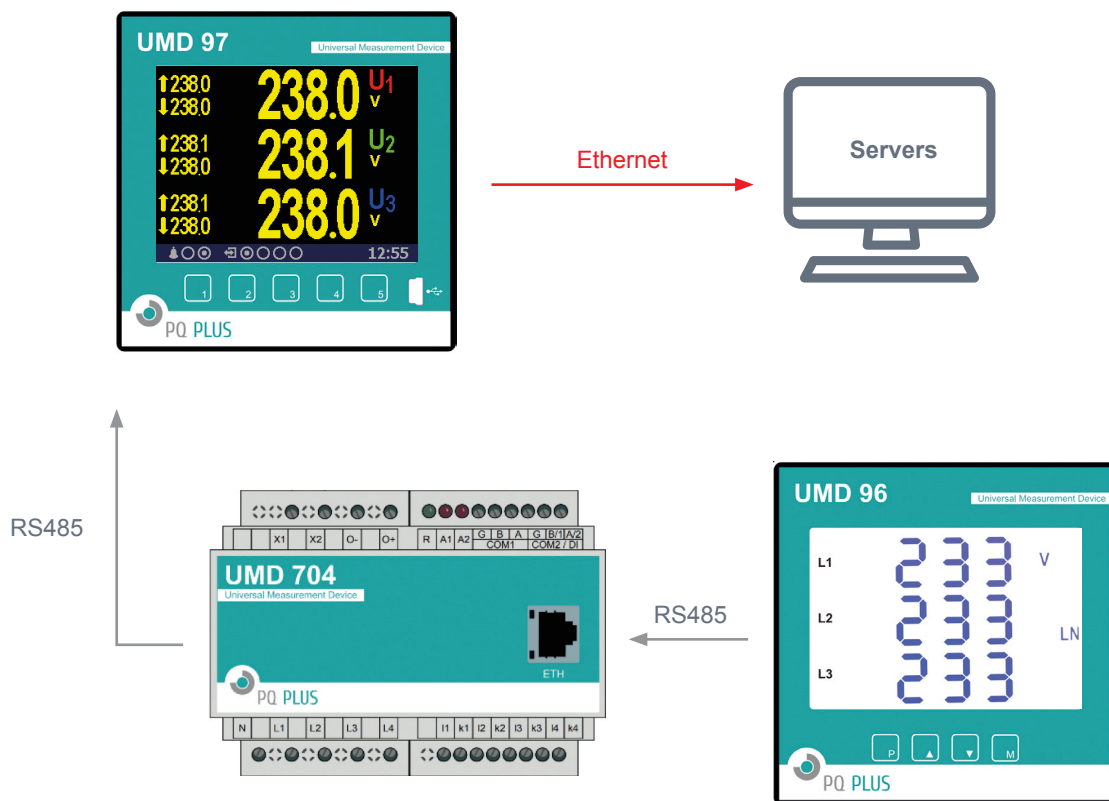 UMD 97
Universal Measurement Device
238.0
238.0
238.0 U1
V
238.1
238.0
238.1 U2
V
238.1
238.0
238.0 U3
V
12:55
1 2 3 4 5
PQ PLUS
Ethernet
Servers
RS485
X1 X2 O- O+ R A1 A2 G B A G B/1 A/2
COM1 COM2 / DI
UMD 704
Universal Measurement Device
ETH
PQ PLUS
N L1 L2 L3 L4 I1 k1 I2 k2 I3 k3 I4 k4
RS485
UMD 96
Universal Measurement Device
L1 233 V
L2 233 LN
L3 233
P M
PQ PLUS